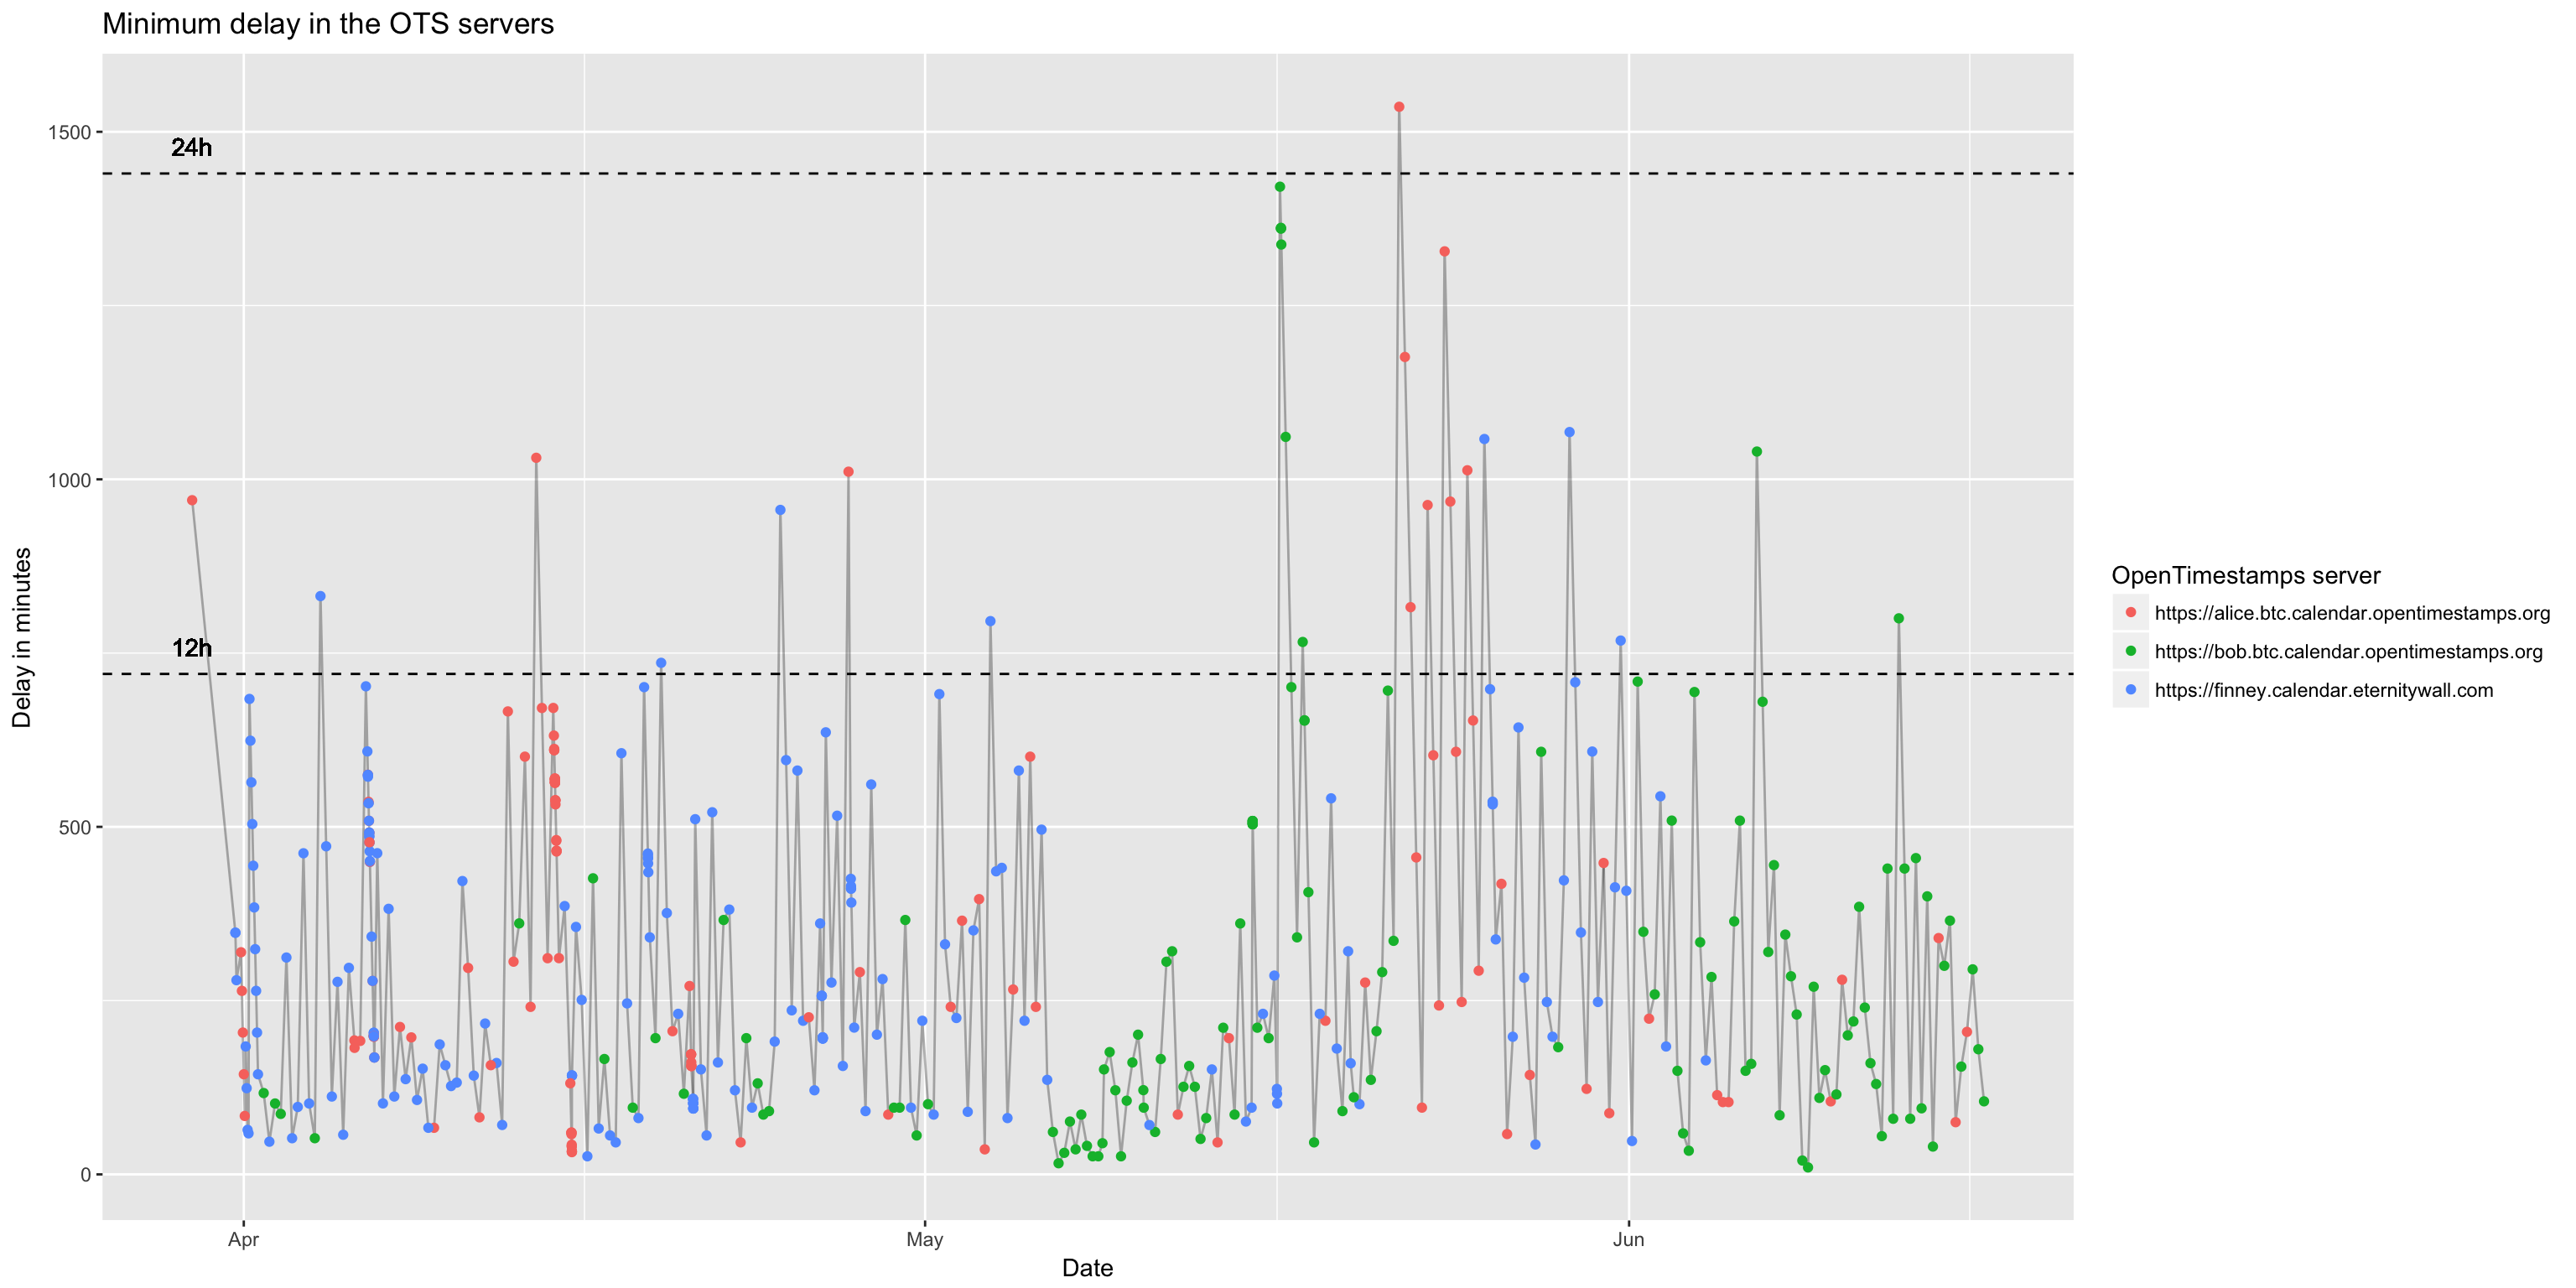 Minimum delay in the OTS servers
1500
24h
1000
12h
500
0
Delay in minutes
Apr
May
Jun
Date
OpenTimestamps server
https://alice.btc.calendar.opentimestamps.org
https://bob.btc.calendar.opentimestamps.org
https://finney.calendar.eternitywall.com